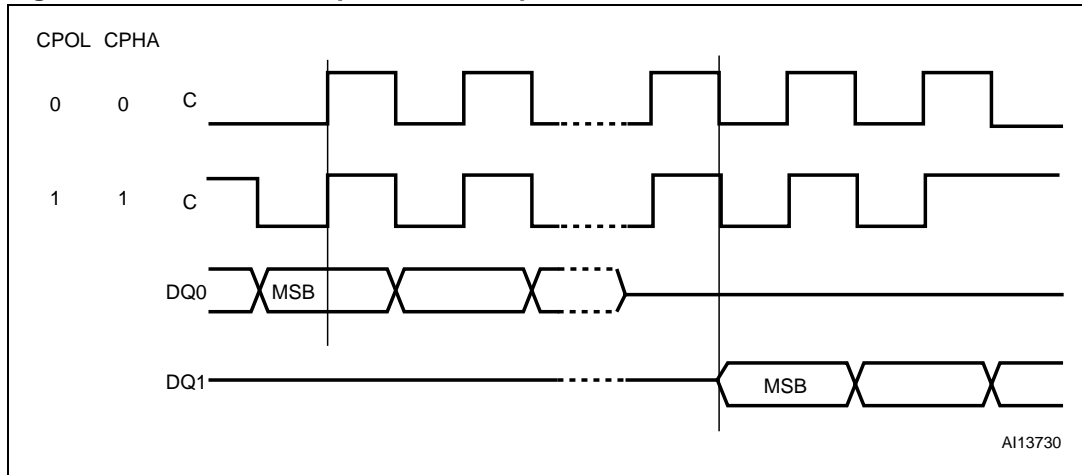 CPOL CPHA
0 0 C
1 1 C
DQ0 MSB
DQ1 MSB
AI13730